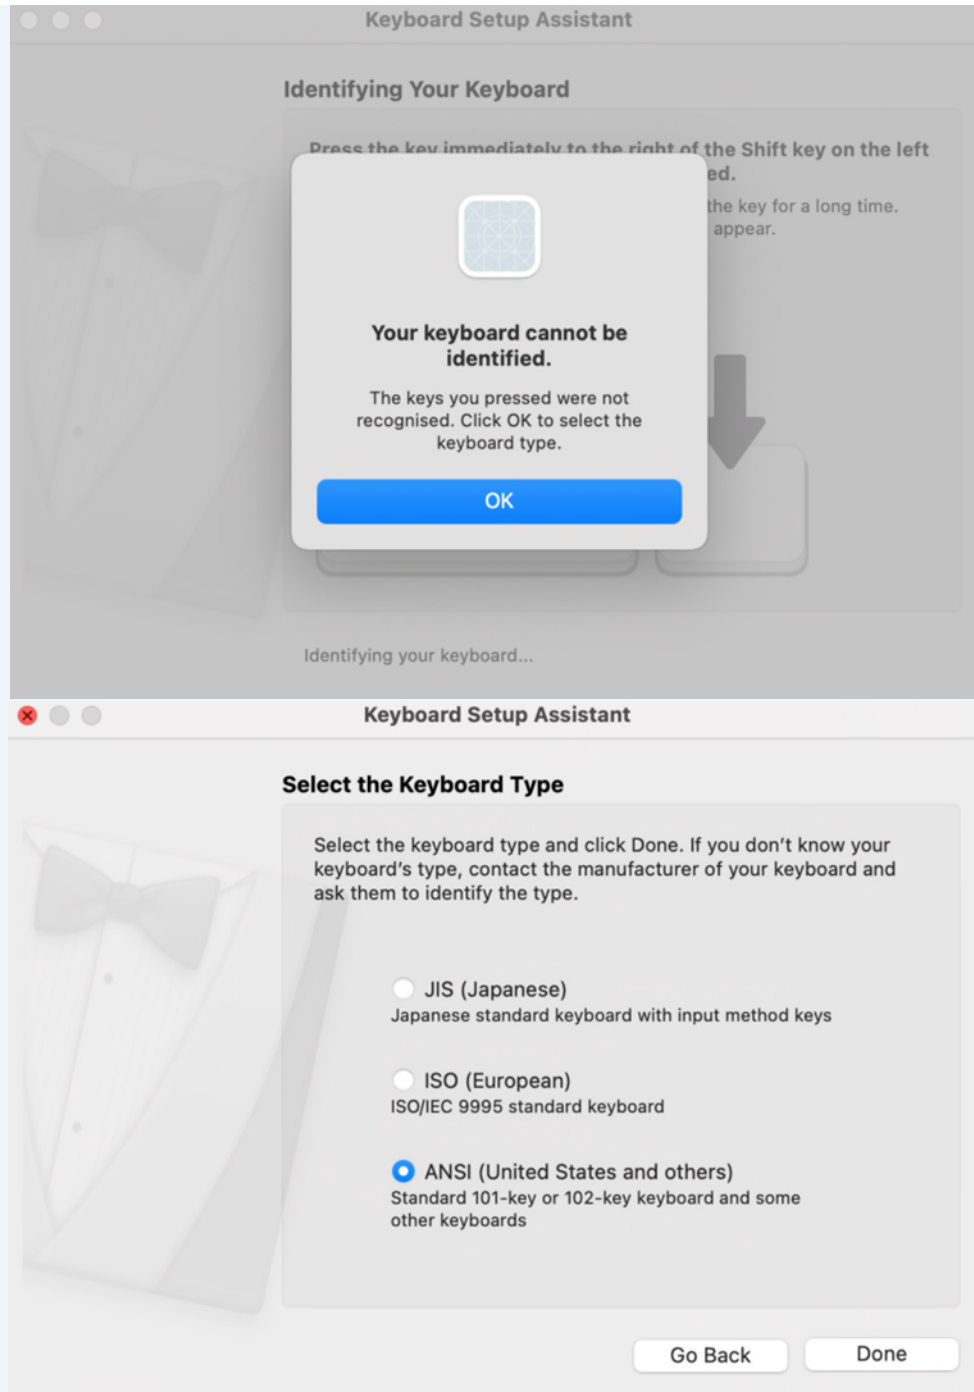 Keyboard Setup Assistant
Identifying Your Keyboard
Press the key immediately to the right of the Shift key on the left
ed.
the key for a long time.
appear.
Your keyboard cannot be
identified.
The keys you pressed were not
recognised. Click OK to select the
keyboard type.
OK
Identifying your keyboard...
Keyboard Setup Assistant
Select the Keyboard Type
Select the keyboard type and click Done. If you don't know your
keyboard's type, contact the manufacturer of your keyboard and
ask them to identify the type.
JIS (Japanese)
Japanese standard keyboard with input method keys
ISO (European)
ISO/IEC 9995 standard keyboard
ANSI (United States and others)
Standard 101-key or 102-key keyboard and some
other keyboards
Go Back
Done